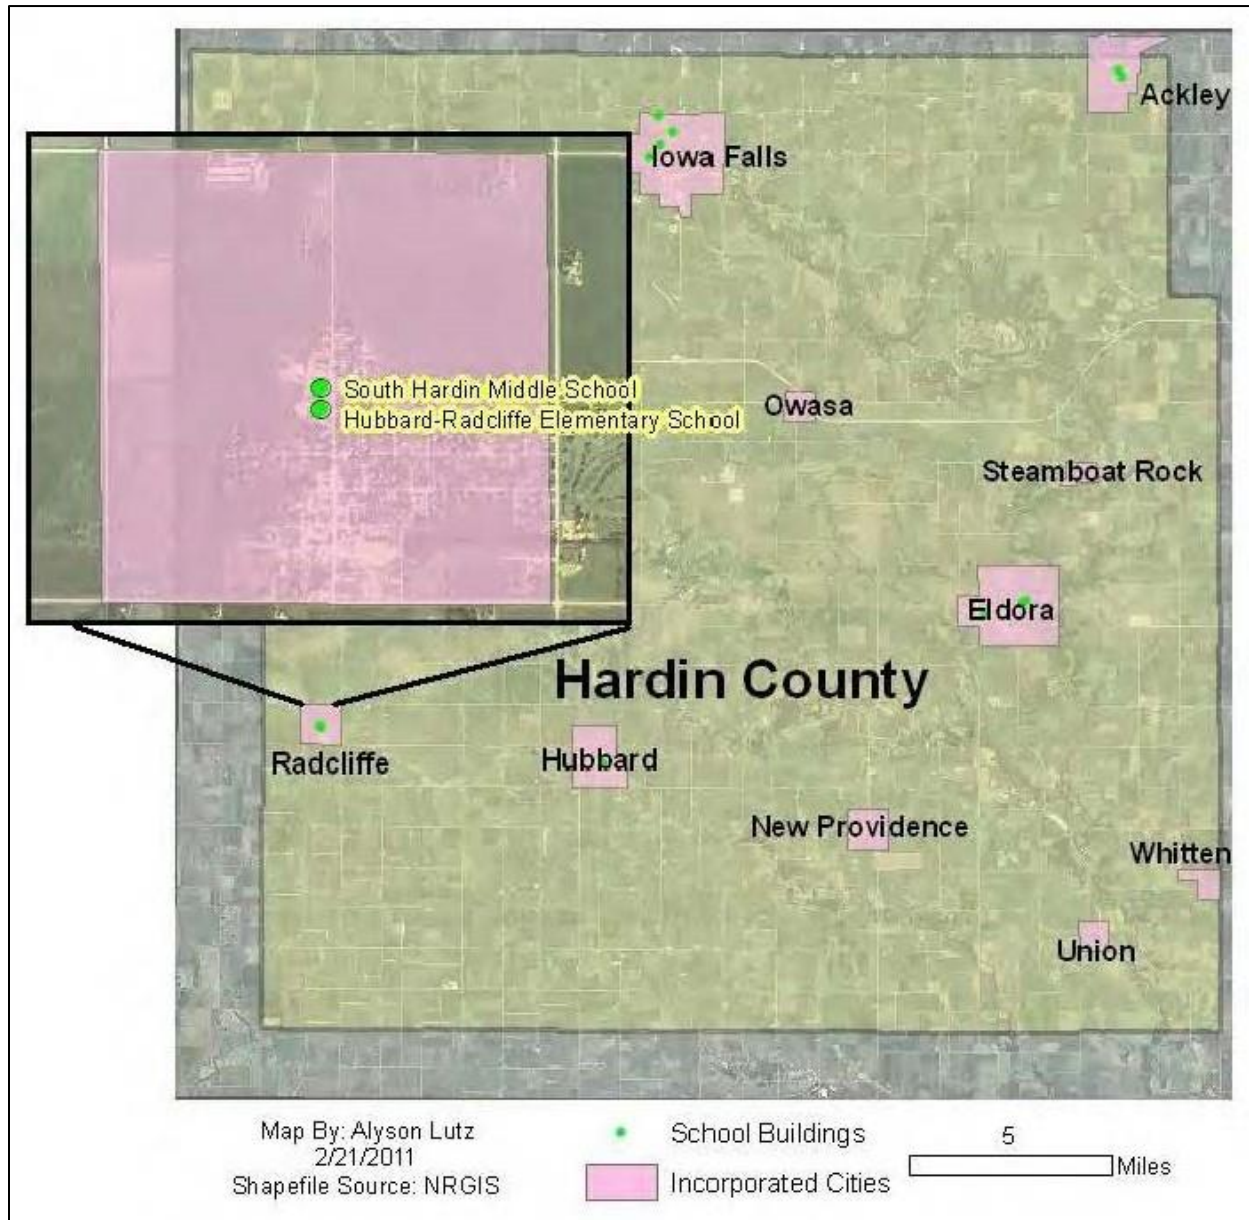 Ackley
Iowa Falls
South Hardin Middle School
Hubbard-Radcliffe Elementary School
Owasa
Steamboat Rock
Eldora
Hardin County
Radcliffe
Hubbard
New Providence
Whitten
Union
Map By: Alyson Lutz
2/21/2011
Shapefile Source: NRGIS
School Buildings
Incorporated Cities
5
Miles